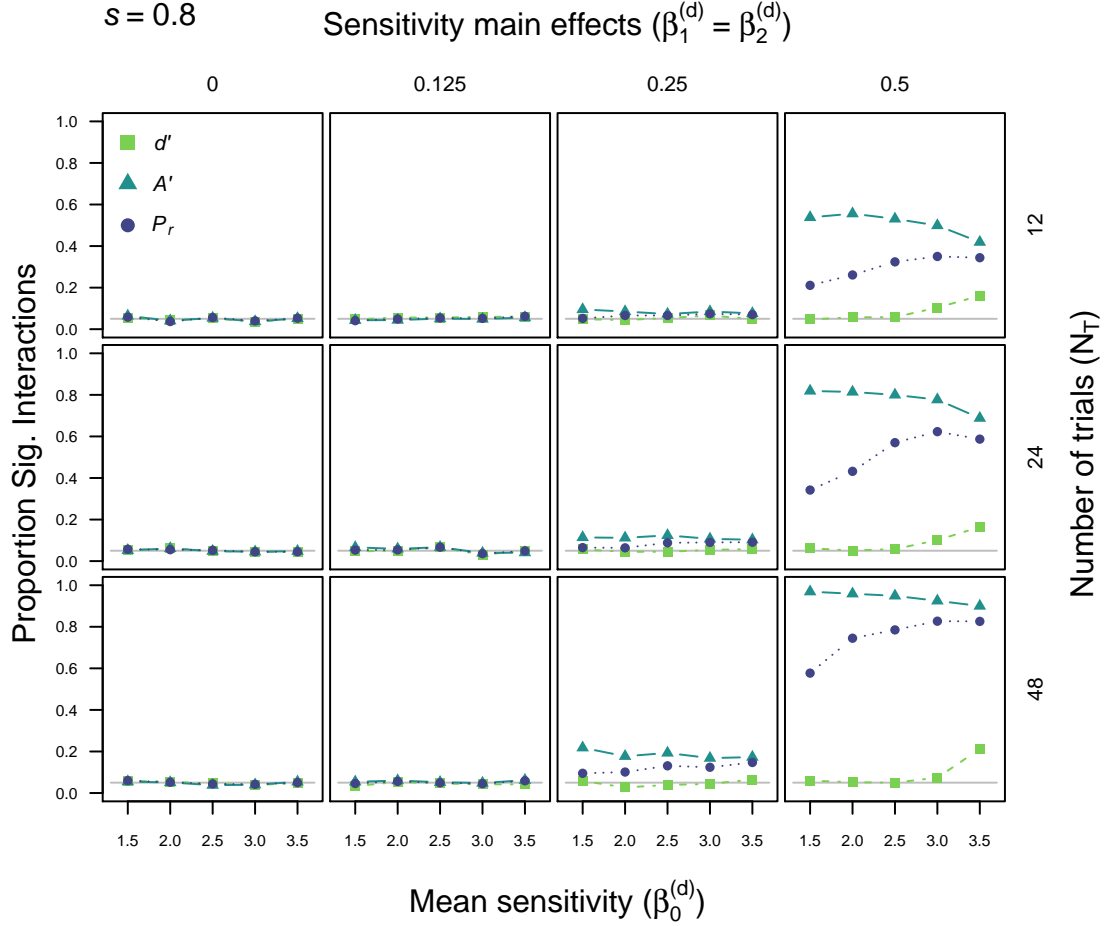 s = 0.8
Sensitivity main effects (β₁⁽ᵈ⁾ = β₂⁽ᵈ⁾)
0 0.125 0.25 0.5
Proportion Sig. Interactions
1.0
0.8
0.6
0.4
0.2
0.0
d′
A′
Pᵣ
12
1.0
0.8
0.6
0.4
0.2
0.0
24
1.0
0.8
0.6
0.4
0.2
0.0
48
Number of trials (N_T)
1.5 2.0 2.5 3.0 3.5 1.5 2.0 2.5 3.0 3.5 1.5 2.0 2.5 3.0 3.5 1.5 2.0 2.5 3.0 3.5
Mean sensitivity (β₀⁽ᵈ⁾)